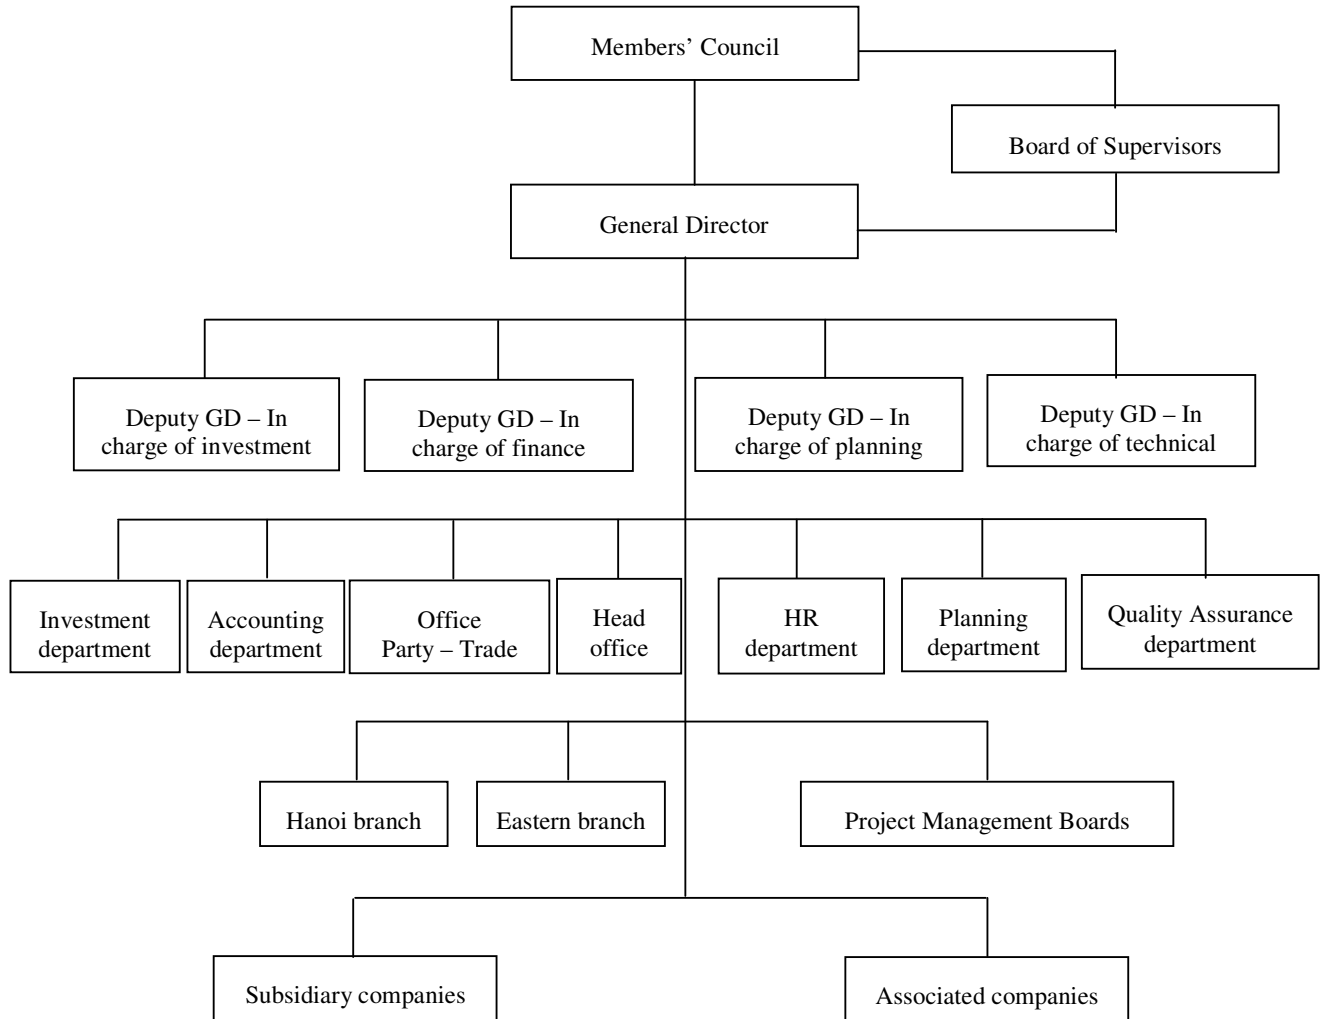 Members’ Council
Board of Supervisors
General Director
Deputy GD – In
charge of investment
Deputy GD – In
charge of finance
Deputy GD – In
charge of planning
Deputy GD – In
charge of technical
Investment
department
Accounting
department
Office
Party – Trade
Head
office
HR
department
Planning
department
Quality Assurance
department
Hanoi branch
Eastern branch
Project Management Boards
Subsidiary companies
Associated companies